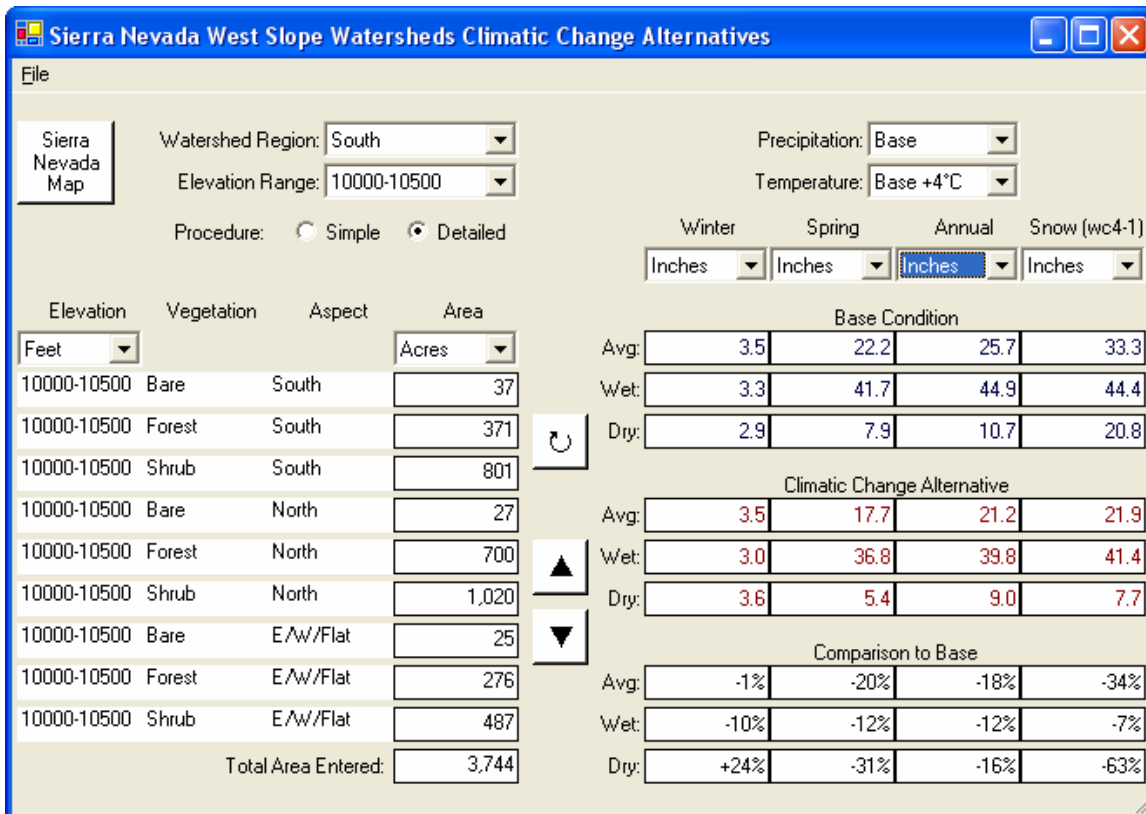 Sierra Nevada West Slope Watersheds Climatic Change Alternatives
File
Sierra
Nevada
Map
Watershed Region: South
Elevation Range: 10000-10500
Procedure: Simple Detailed
Precipitation: Base
Temperature: Base +4°C
Winter Spring Annual Snow (wc4-1)
Inches Inches Inches Inches
Elevation Vegetation Aspect Area
Feet Acres
10000-10500 Bare South 37
10000-10500 Forest South 371
10000-10500 Shrub South 801
10000-10500 Bare North 27
10000-10500 Forest North 700
10000-10500 Shrub North 1,020
10000-10500 Bare E/W/Flat 25
10000-10500 Forest E/W/Flat 276
10000-10500 Shrub E/W/Flat 487
Total Area Entered: 3,744
Base Condition
Avg: 3.5 22.2 25.7 33.3
Wet: 3.3 41.7 44.9 44.4
Dry: 2.9 7.9 10.7 20.8
Climatic Change Alternative
Avg: 3.5 17.7 21.2 21.9
Wet: 3.0 36.8 39.8 41.4
Dry: 3.6 5.4 9.0 7.7
Comparison to Base
Avg: -1% -20% -18% -34%
Wet: -10% -12% -12% -7%
Dry: +24% -31% -16% -63%